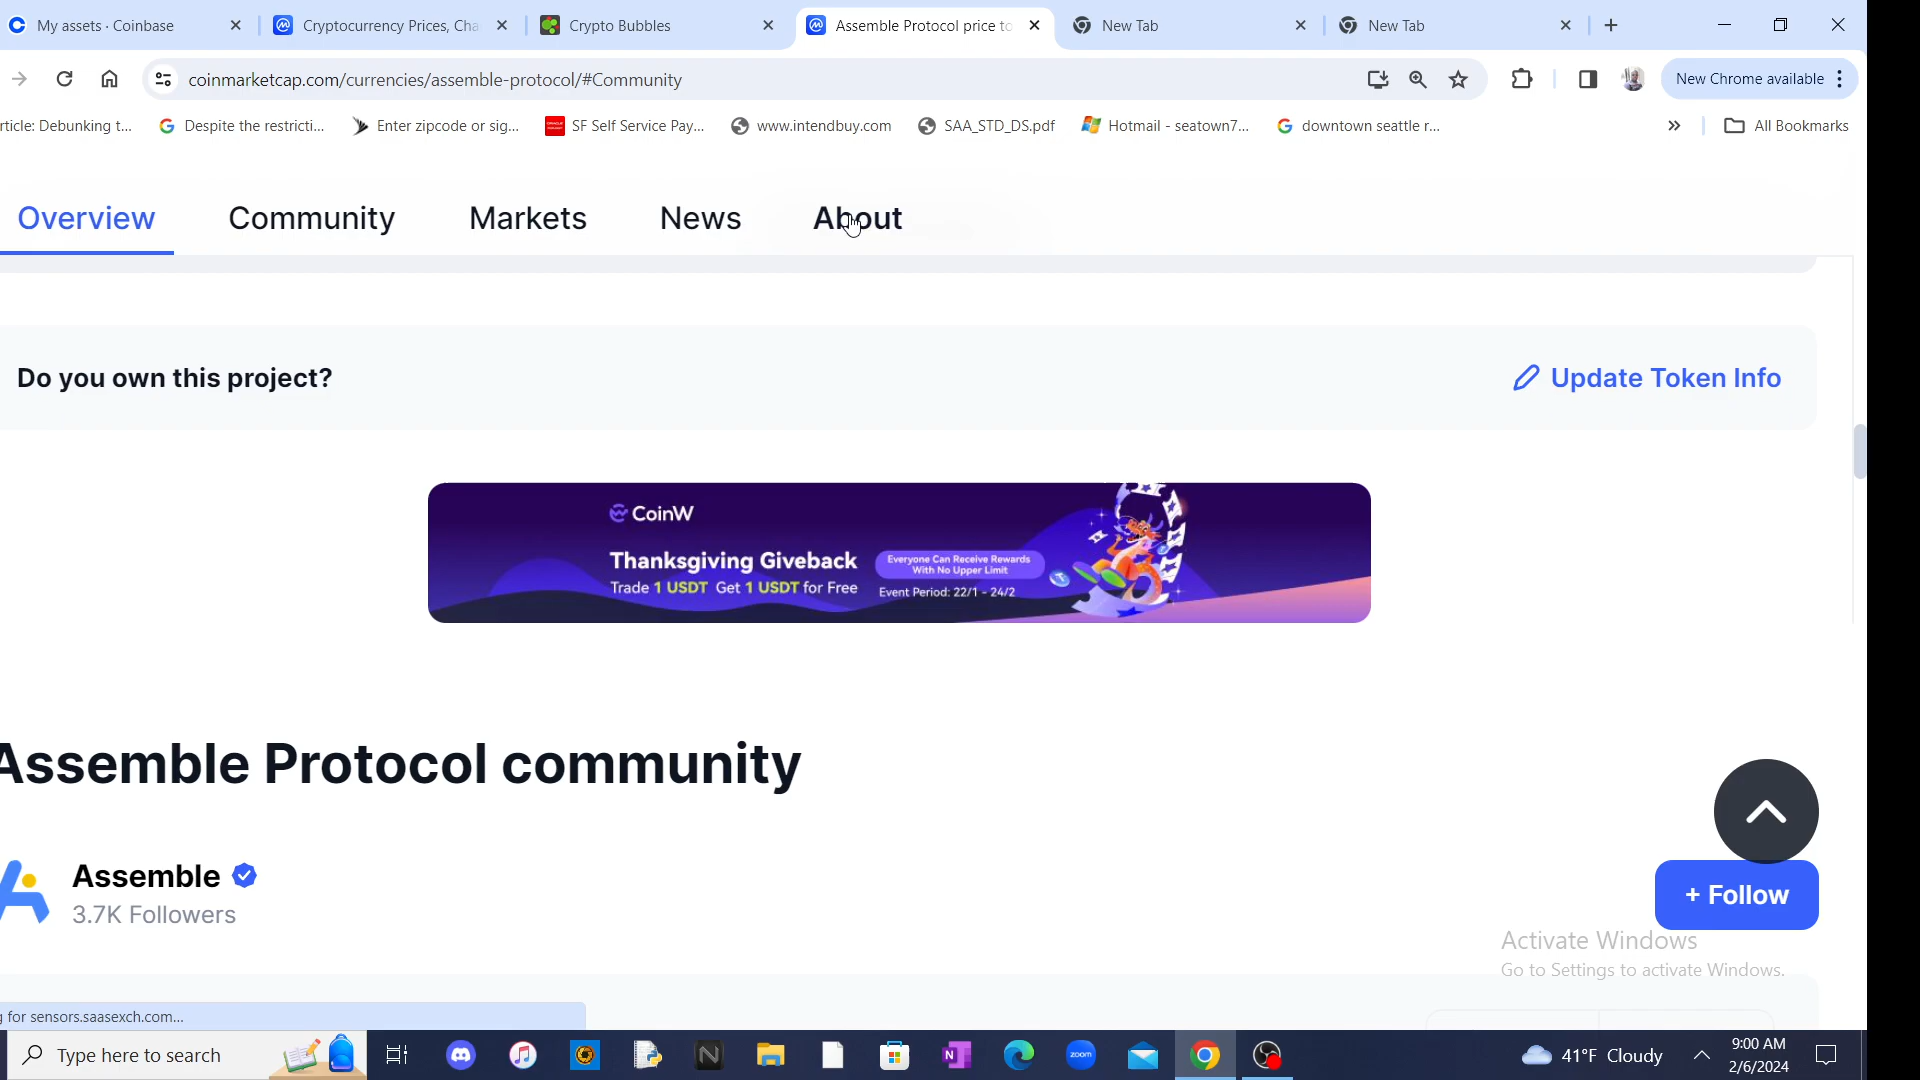 My assets · Coinbase
Cryptocurrency Prices, Cha
Crypto Bubbles
Assemble Protocol price to
New Tab
New Tab
coinmarketcap.com/currencies/assemble-protocol/#Community
New Chrome available
rticle: Debunking t...
Despite the restricti...
Enter zipcode or sig...
SF Self Service Pay...
www.intendbuy.com
SAA_STD_DS.pdf
Hotmail - seatown7...
downtown seattle r...
All Bookmarks
Overview
Community
Markets
News
About
Do you own this project?
Update Token Info
CoinW
Thanksgiving Giveback
Trade 1 USDT Get 1 USDT for Free
Everyone Can Receive Rewards
With No Upper Limit
Event Period: 22/1 - 24/2
Assemble Protocol community
Assemble
3.7K Followers
+ Follow
Activate Windows
Go to Settings to activate Windows.
g for sensors.saasexch.com...
Type here to search
zoom
41°F Cloudy
9:00 AM
2/6/2024